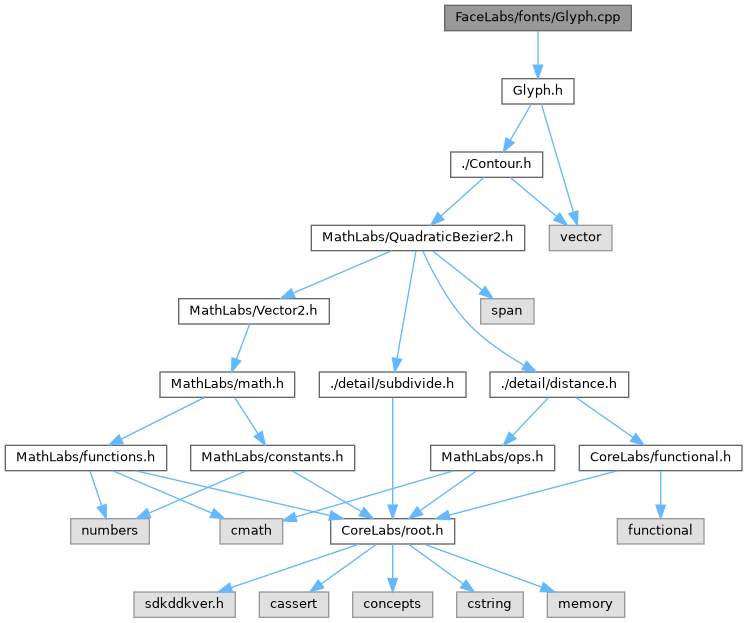 FaceLabs/fonts/Glyph.cpp
Glyph.h
./Contour.h
MathLabs/QuadraticBezier2.h
vector
MathLabs/Vector2.h
span
MathLabs/math.h
./detail/subdivide.h
./detail/distance.h
MathLabs/functions.h
MathLabs/constants.h
MathLabs/ops.h
CoreLabs/functional.h
numbers
cmath
CoreLabs/root.h
functional
sdkddkver.h
cassert
concepts
cstring
memory